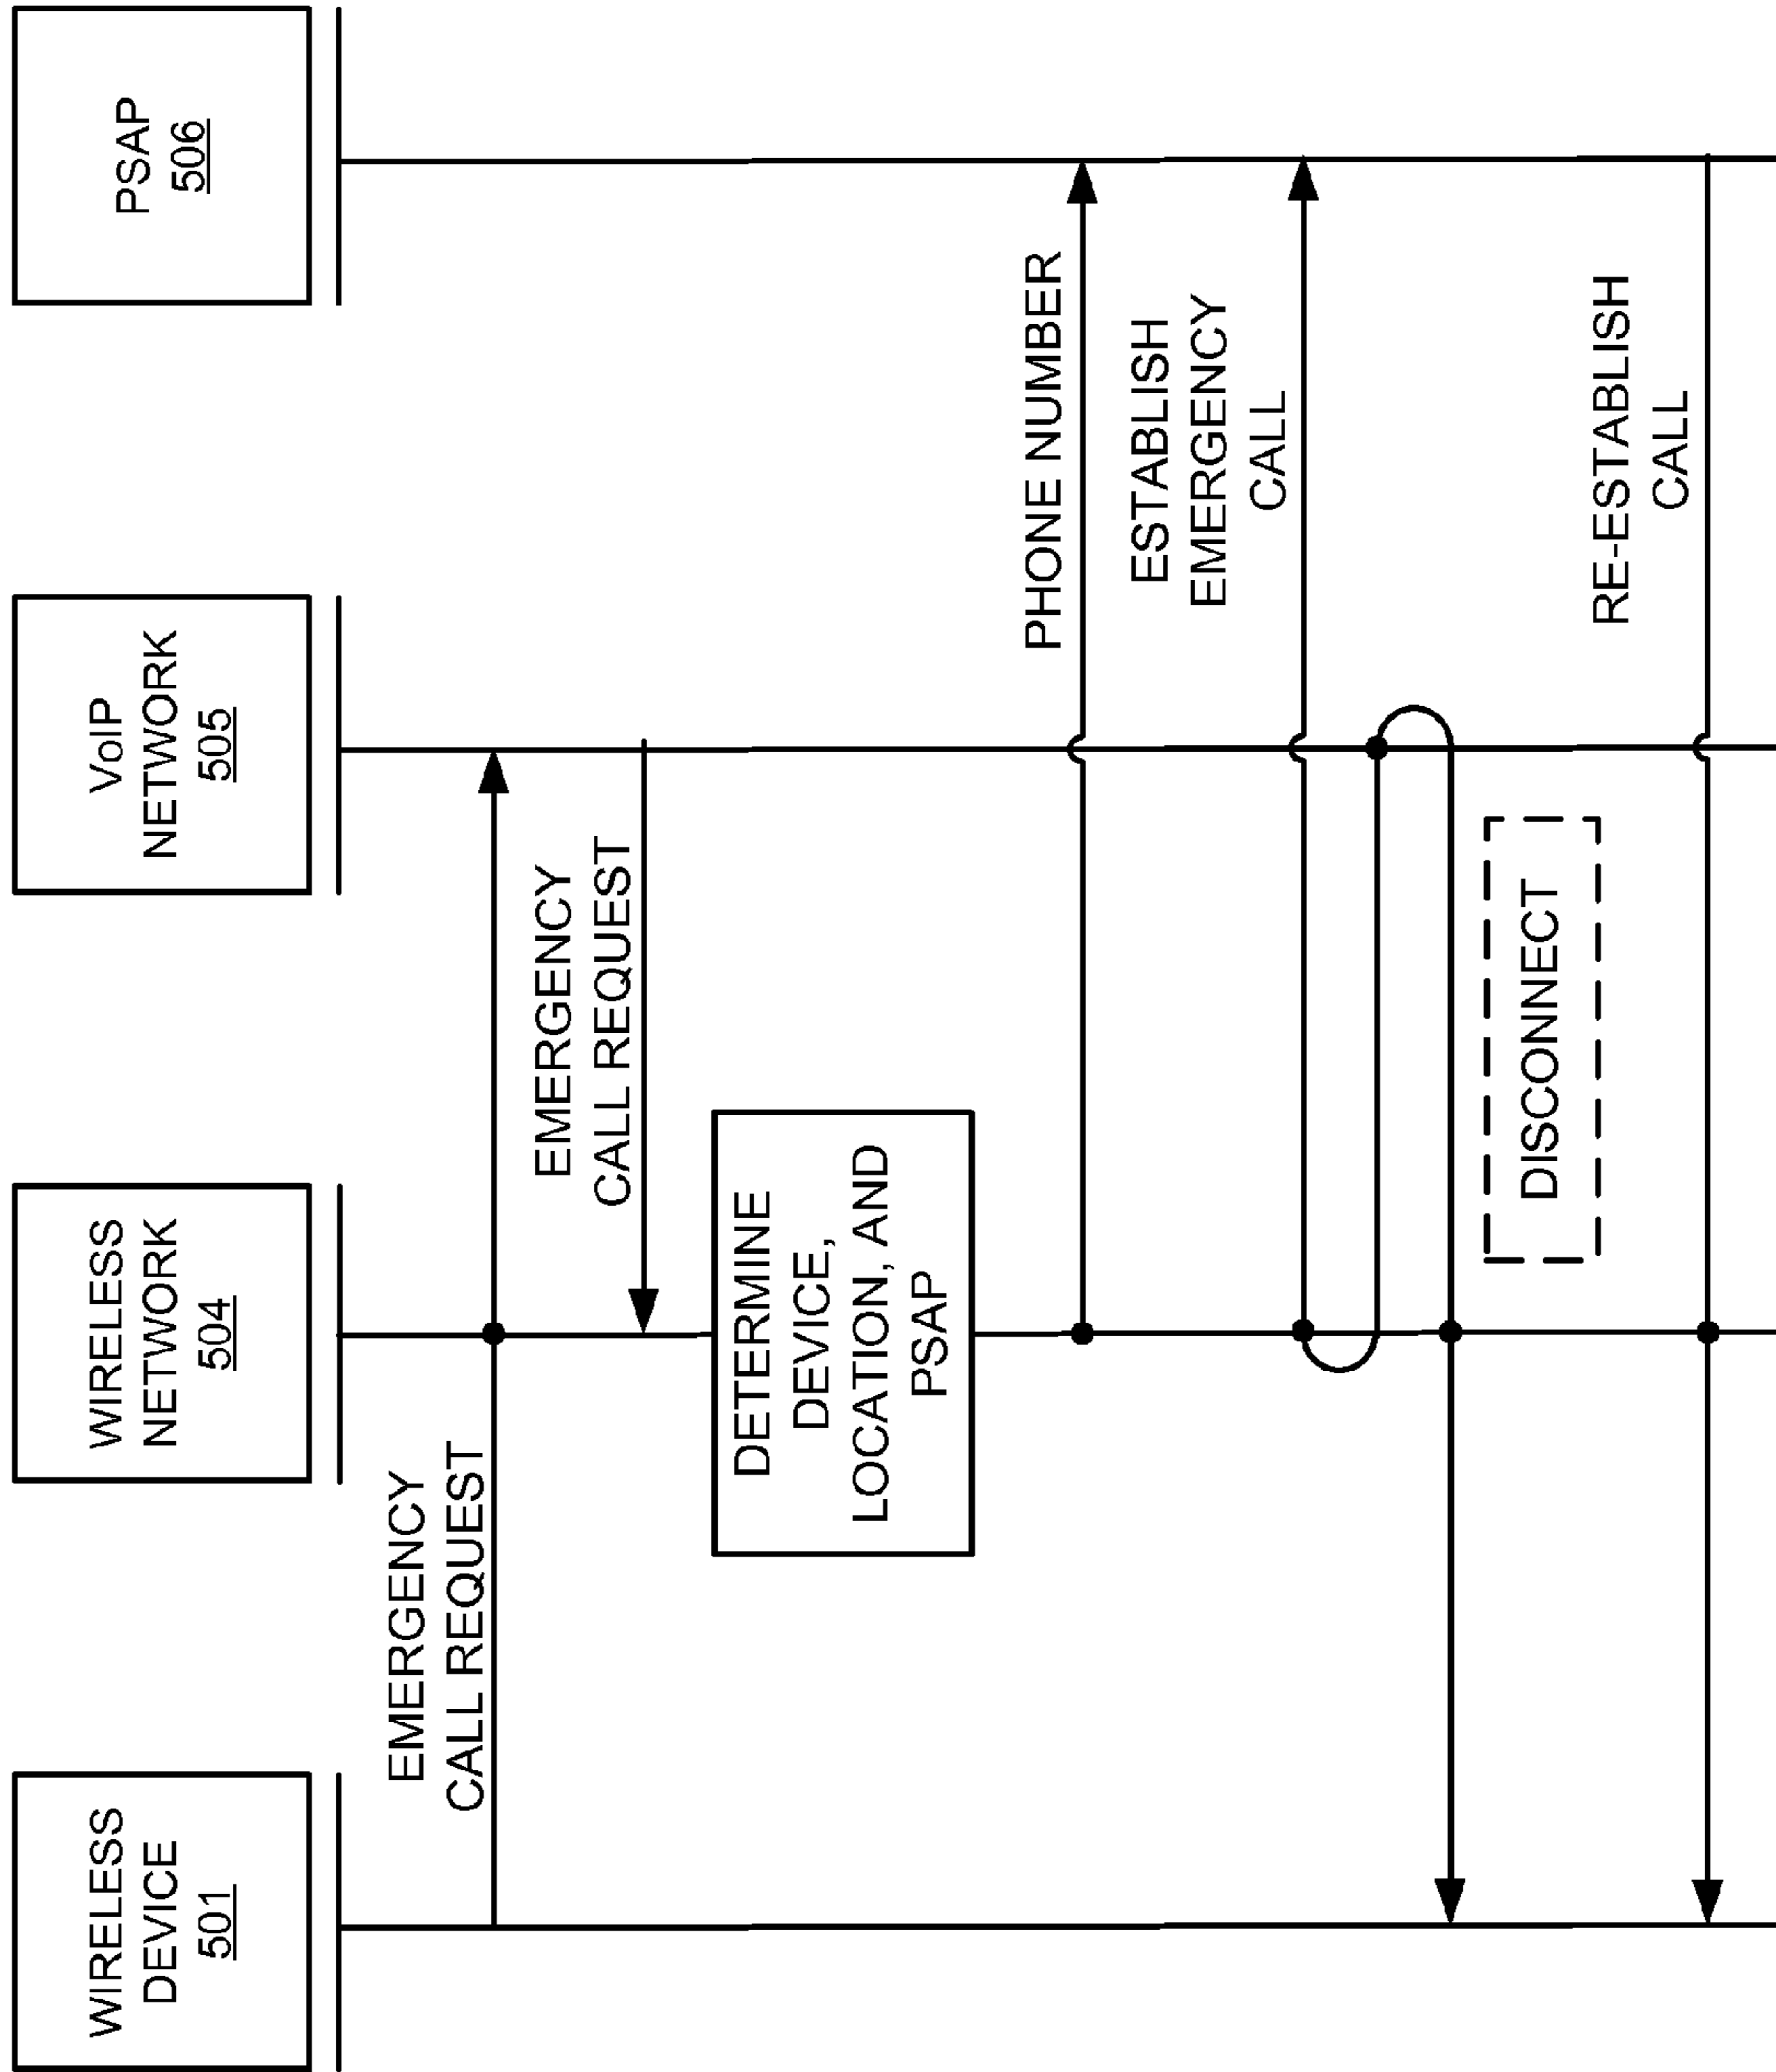 WIRELESS
DEVICE
501
WIRELESS
NETWORK
504
VoIP
NETWORK
505
PSAP
506
EMERGENCY
CALL REQUEST
EMERGENCY
CALL REQUEST
DETERMINE
DEVICE,
LOCATION, AND
PSAP
PHONE NUMBER
ESTABLISH
EMERGENCY
CALL
DISCONNECT
RE-ESTABLISH
CALL